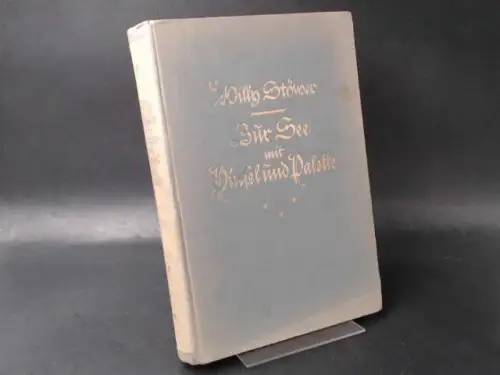 Willy Stöwer
Zur See
mit
Pinsel und Palette